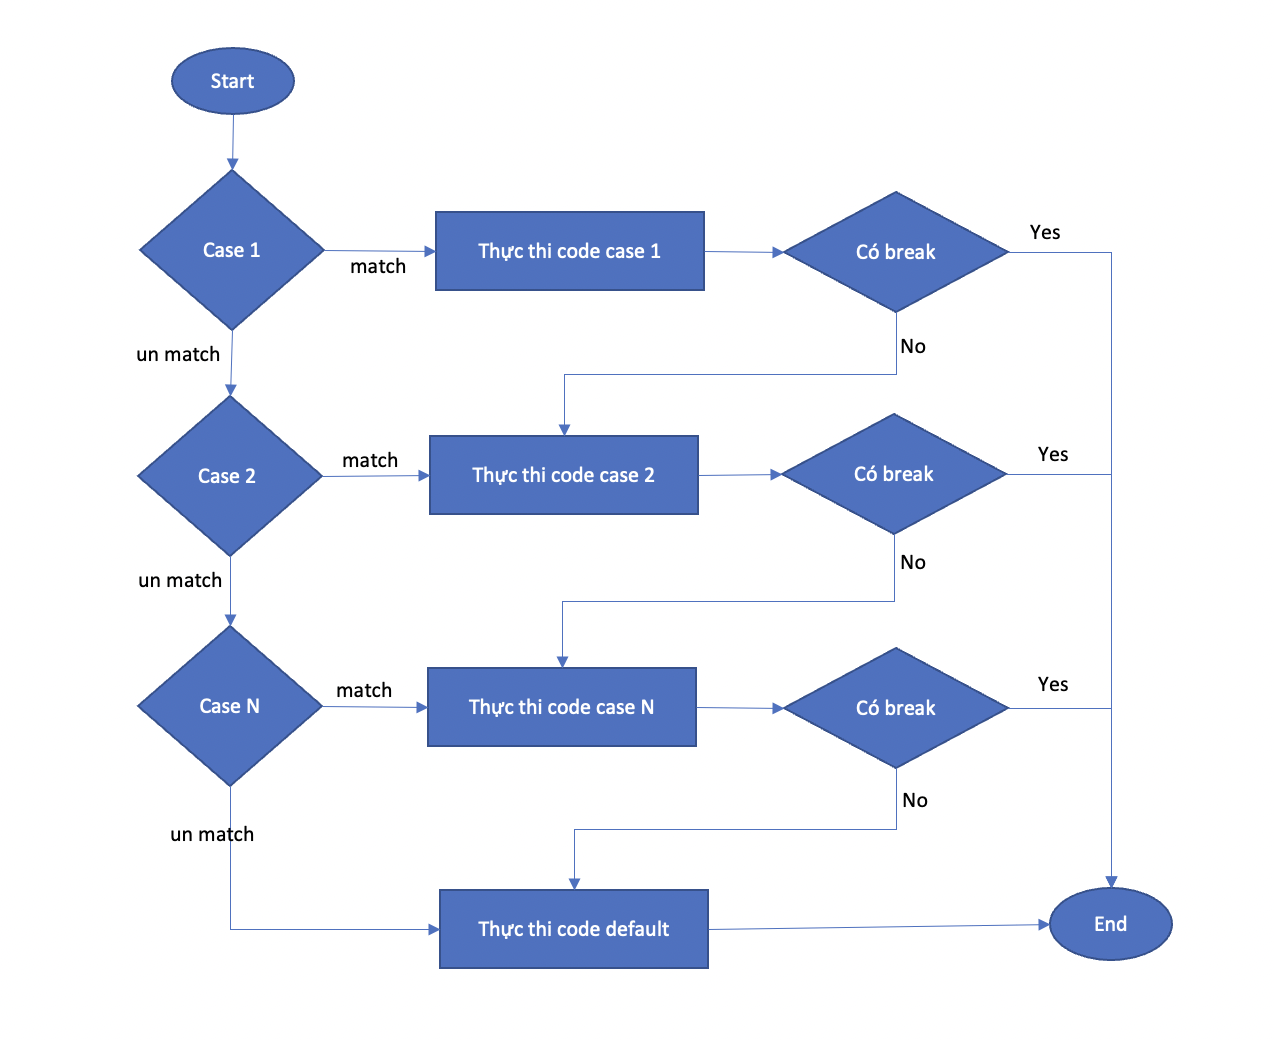 Start
Case 1
match
Thực thi code case 1
Có break
Yes
No
un match
Case 2
match
Thực thi code case 2
Có break
Yes
No
un match
Case N
match
Thực thi code case N
Có break
Yes
No
un match
Thực thi code default
End